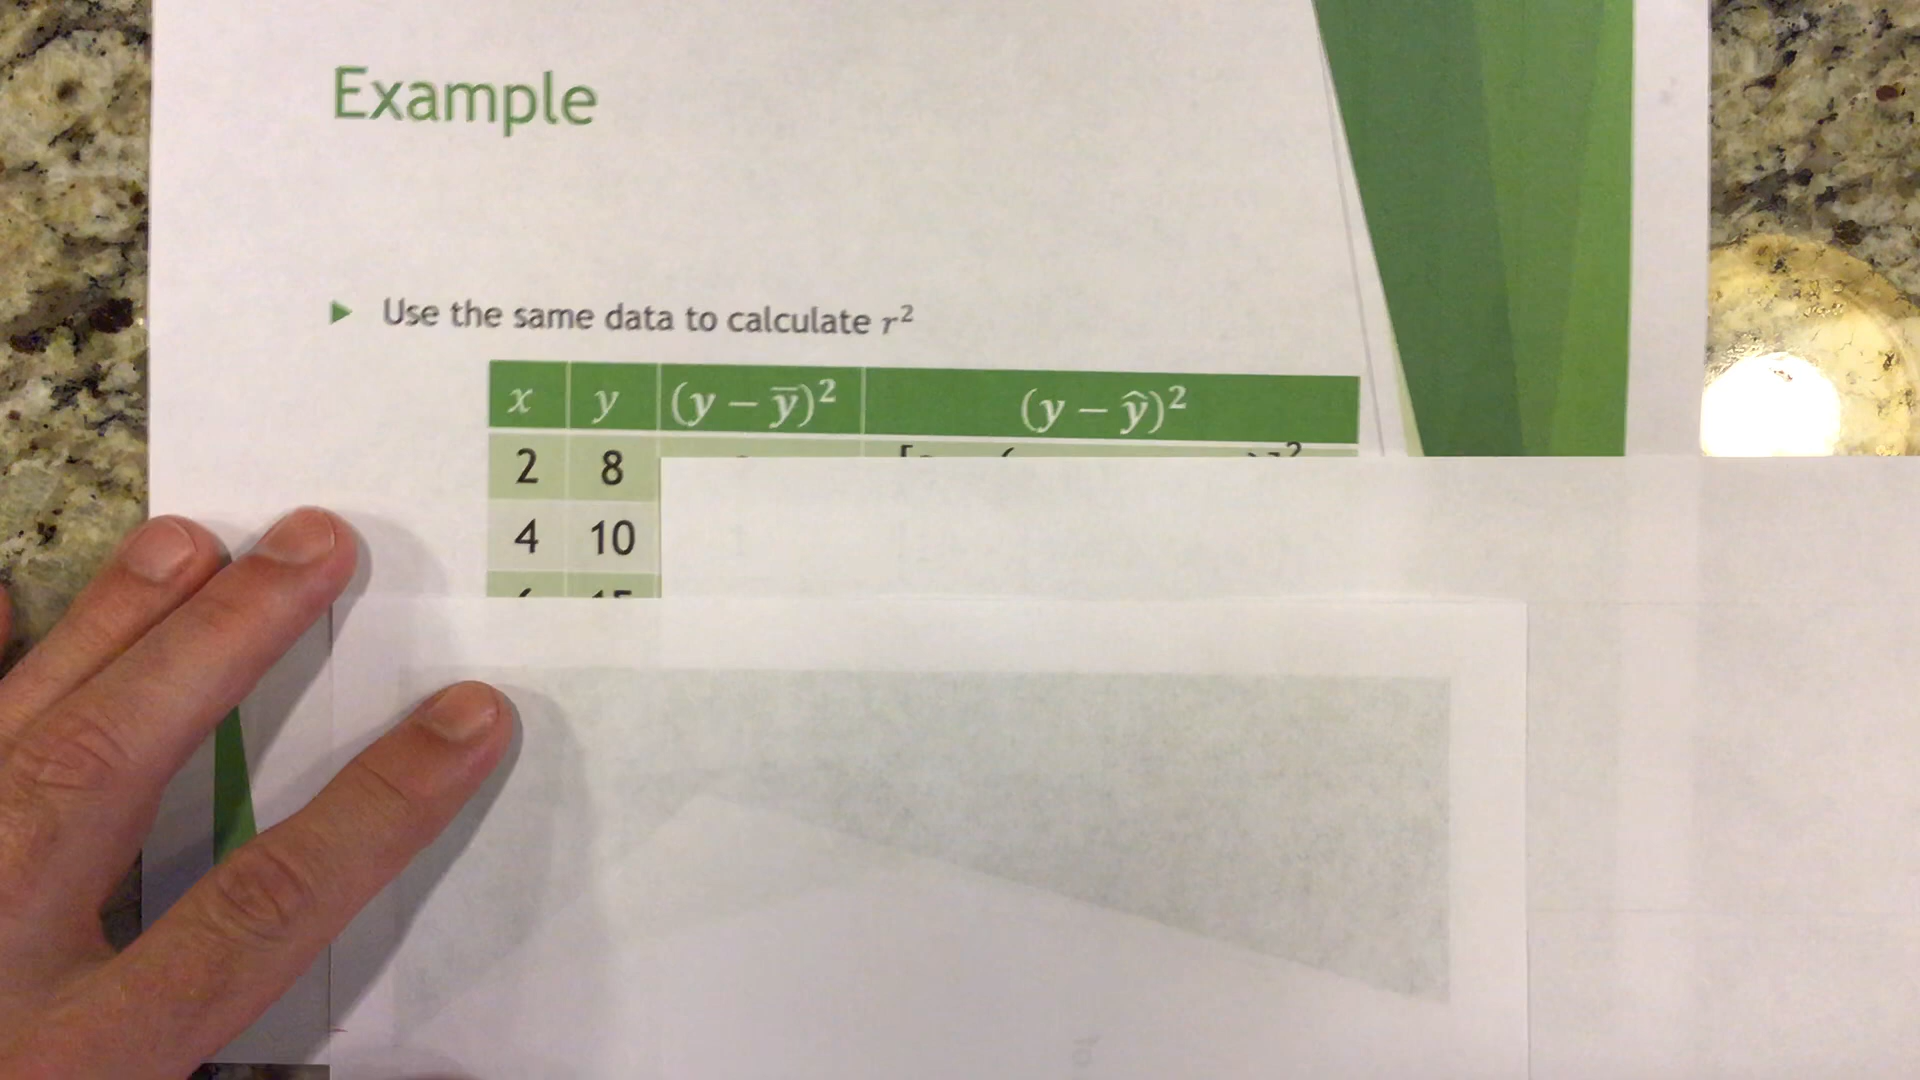 Example
▶ Use the same data to calculate r²
x y (y − ȳ)² (y − ŷ)²
2 8
4 10